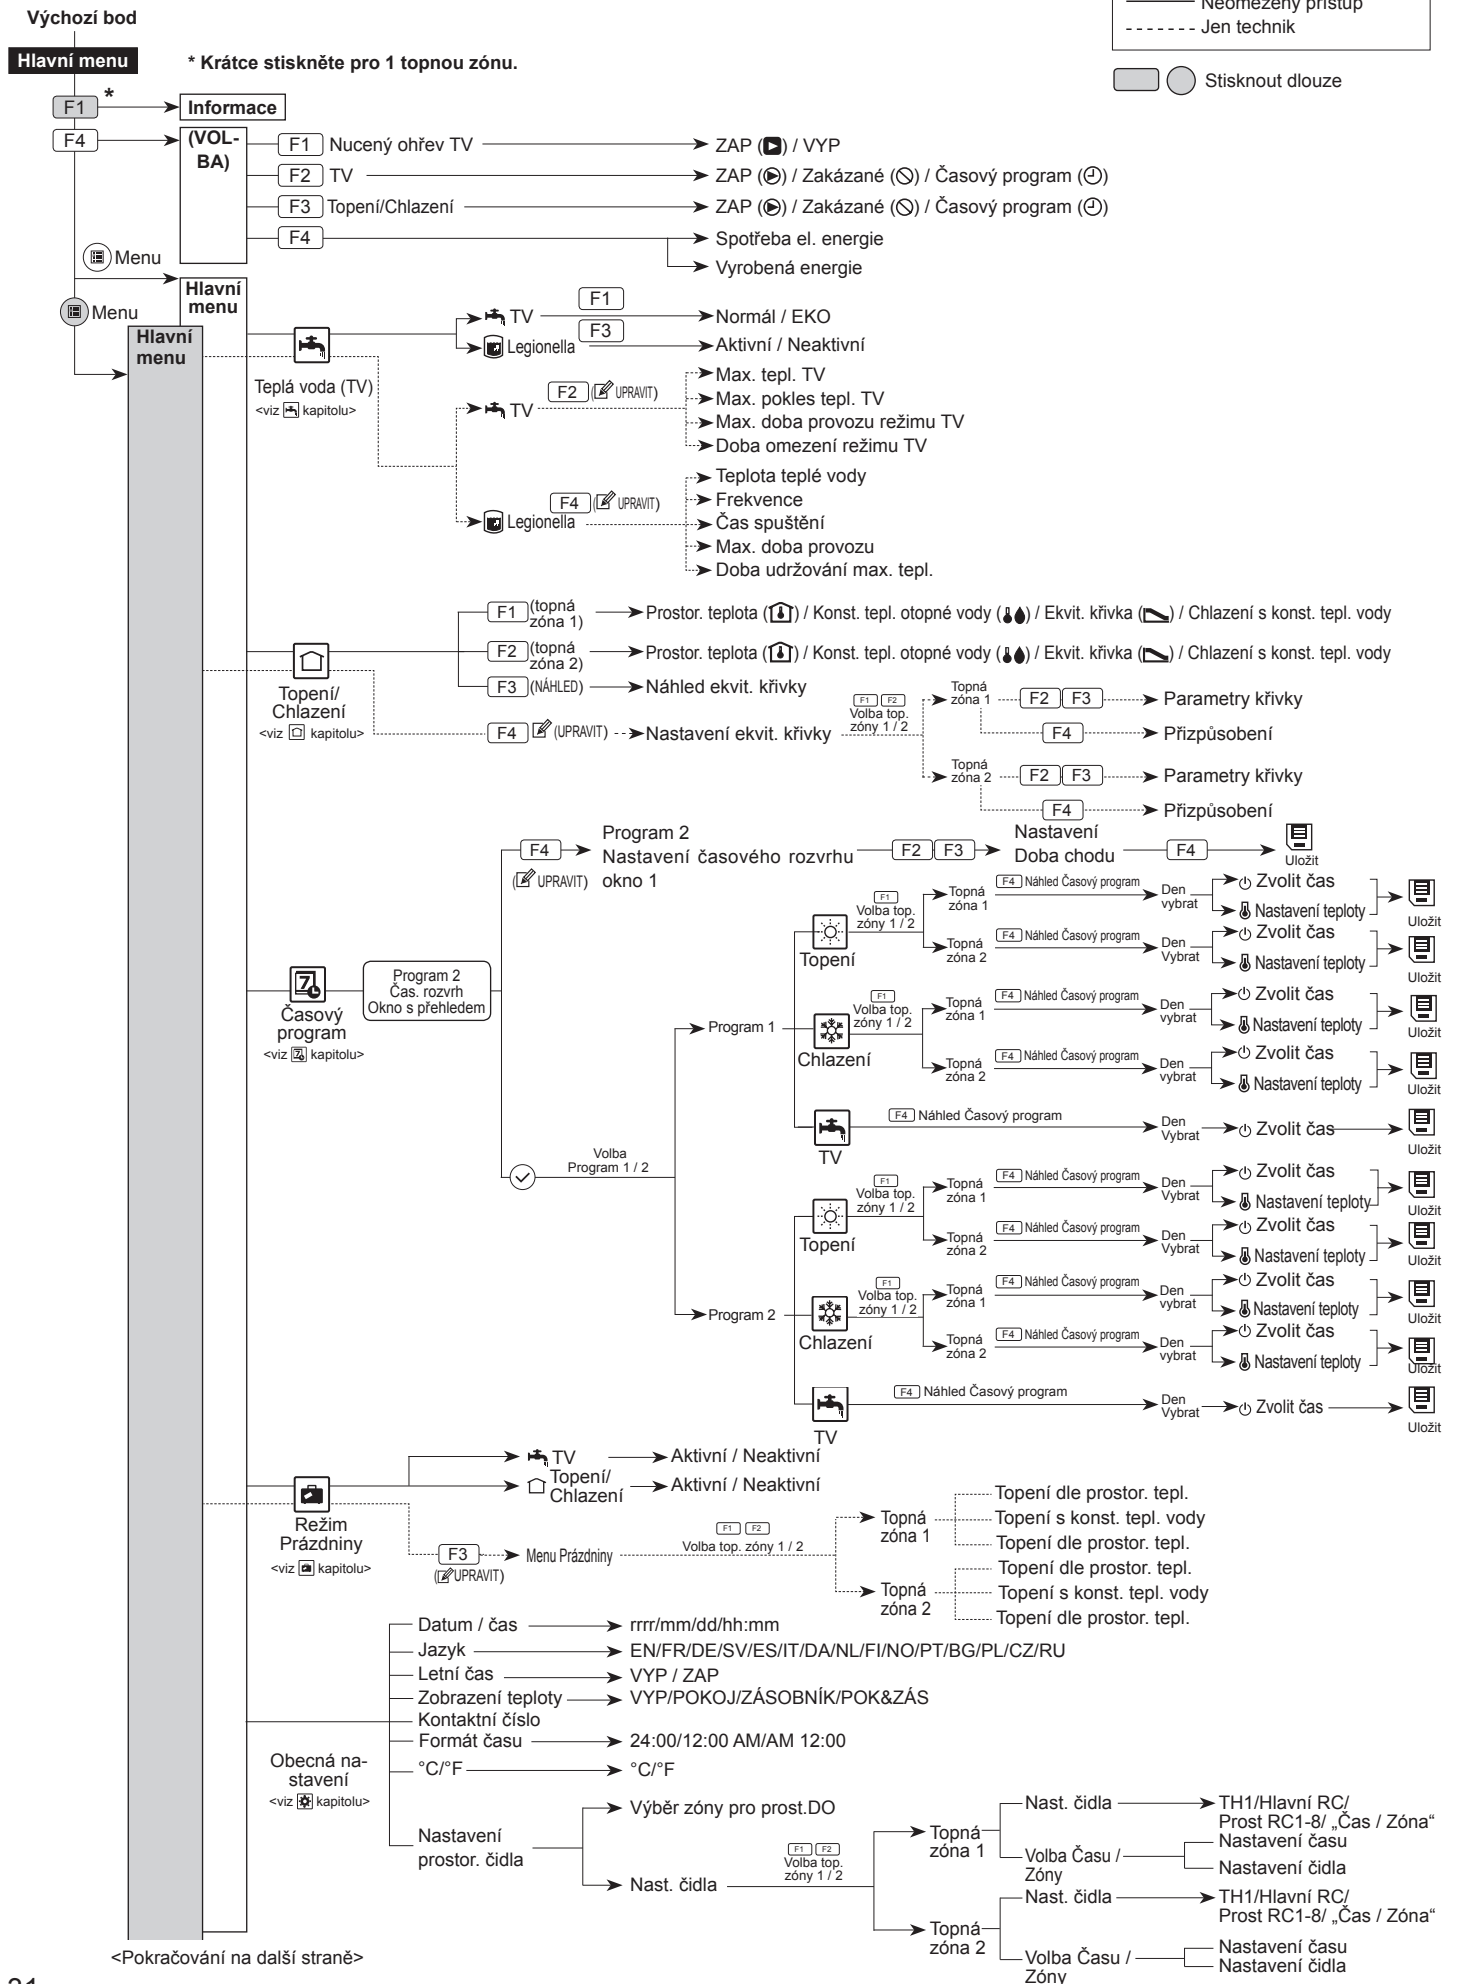 Neomezený přístup
Jen technik
Stisknout dlouze
Výchozí bod
Hlavní menu
* Krátce stiskněte pro 1 topnou zónu.
F1
*
Informace
F4
(VOL-
BA)
F1 Nucený ohřev TV
ZAP ( ) / VYP
F2 TV
ZAP ( ) / Zakázané ( ) / Časový program ( )
F3 Topení/Chlazení
ZAP ( ) / Zakázané ( ) / Časový program ( )
F4
Spotřeba el. energie
Vyrobená energie
Menu
Hlavní
menu
Menu
Hlavní
menu
Teplá voda (TV)
<viz kapitolu>
TV
F1
Normál / EKO
Legionella
F3
Aktivní / Neaktivní
TV
F2 ( UPRAVIT)
Max. tepl. TV
Max. pokles tepl. TV
Max. doba provozu režimu TV
Doba omezení režimu TV
Legionella
F4 ( UPRAVIT)
Teplota teplé vody
Frekvence
Čas spuštění
Max. doba provozu
Doba udržování max. tepl.
Topení/
Chlazení
<viz kapitolu>
F1 (topná
zóna 1)
Prostor. teplota ( ) / Konst. tepl. otopné vody ( ) / Ekvit. křivka ( ) / Chlazení s konst. tepl. vody
F2 (topná
zóna 2)
Prostor. teplota ( ) / Konst. tepl. otopné vody ( ) / Ekvit. křivka ( ) / Chlazení s konst. tepl. vody
F3 (NÁHLED)
Náhled ekvit. křivky
F4 (UPRAVIT)
Nastavení ekvit. křivky
F1 F2
Volba top.
zóny 1 / 2
Topná
zóna 1
F2 F3
Parametry křivky
F4
Přizpůsobení
Topná
zóna 2
F2 F3
Parametry křivky
F4
Přizpůsobení
Časový
program
<viz kapitolu>
Program 2
Čas. rozvrh
Okno s přehledem
F4
( UPRAVIT)
Program 2
Nastavení časového rozvrhu
okno 1
F2 F3
Nastavení
Doba chodu
F4
Uložit
Volba
Program 1 / 2
Program 1
Topení
F1
Volba top.
zóny 1 / 2
Topná
zóna 1
F4 Náhled Časový program
Den
vybrat
Zvolit čas
Nastavení teploty
Uložit
Topná
zóna 2
F4 Náhled Časový program
Den
Vybrat
Zvolit čas
Nastavení teploty
Uložit
Chlazení
F1
Volba top.
zóny 1 / 2
Topná
zóna 1
F4 Náhled Časový program
Den
vybrat
Zvolit čas
Nastavení teploty
Uložit
Topná
zóna 2
F4 Náhled Časový program
Den
vybrat
Zvolit čas
Nastavení teploty
Uložit
TV
F4 Náhled Časový program
Den
Vybrat
Zvolit čas
Uložit
Program 2
Topení
F1
Volba top.
zóny 1 / 2
Topná
zóna 1
F4 Náhled Časový program
Den
Vybrat
Zvolit čas
Nastavení teploty
Uložit
Topná
zóna 2
F4 Náhled Časový program
Den
Vybrat
Zvolit čas
Nastavení teploty
Uložit
Chlazení
F1
Volba top.
zóny 1 / 2
Topná
zóna 1
F4 Náhled Časový program
Den
vybrat
Zvolit čas
Nastavení teploty
Uložit
Topná
zóna 2
F4 Náhled Časový program
Den
vybrat
Zvolit čas
Nastavení teploty
Uložit
TV
F4 Náhled Časový program
Den
Vybrat
Zvolit čas
Uložit
Režim
Prázdniny
<viz kapitolu>
TV
Aktivní / Neaktivní
Topení/
Chlazení
Aktivní / Neaktivní
F3
( UPRAVIT)
Menu Prázdniny
F1 F2
Volba top. zóny 1 / 2
Topná
zóna 1
Topení dle prostor. tepl.
Topení s konst. tepl. vody
Topení dle prostor. tepl.
Topná
zóna 2
Topení dle prostor. tepl.
Topení s konst. tepl. vody
Topení dle prostor. tepl.
Obecná na-
stavení
<viz kapitolu>
Datum / čas
rrrr/mm/dd/hh:mm
Jazyk
EN/FR/DE/SV/ES/IT/DA/NL/FI/NO/PT/BG/PL/CZ/RU
Letní čas
VYP / ZAP
Zobrazení teploty
VYP/POKOJ/ZÁSOBNÍK/POK&ZÁS
Kontaktní číslo
Formát času
24:00/12:00 AM/AM 12:00
°C/°F
°C/°F
Nastavení
prostor. čidla
Výběr zóny pro prost.DO
Nast. čidla
F1 F2
Volba top.
zóny 1 / 2
Topná
zóna 1
Nast. čidla
TH1/Hlavní RC/
Prost RC1-8/ „Čas / Zóna“
Volba Času /
Zóny
Nastavení času
Nastavení čidla
Topná
zóna 2
Nast. čidla
TH1/Hlavní RC/
Prost RC1-8/ „Čas / Zóna“
Volba Času /
Zóny
Nastavení času
Nastavení čidla
<Pokračování na další straně>